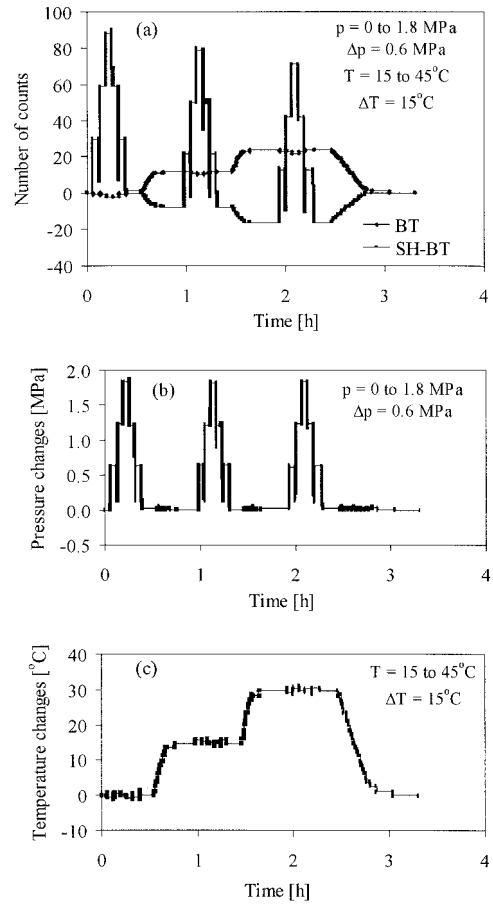 (a)
p = 0 to 1.8 MPa
Δp = 0.6 MPa
T = 15 to 45°C
ΔT = 15°C
Number of counts
100
80
60
40
20
0
-20
-40
BT
SH-BT
0 1 2 3 4
Time [h]
(b)
p = 0 to 1.8 MPa
Δp = 0.6 MPa
Pressure changes [MPa]
2.0
1.5
1.0
0.5
0.0
-0.5
0 1 2 3 4
Time [h]
(c)
T = 15 to 45°C
ΔT = 15°C
Temperature changes [°C]
40
30
20
10
0
-10
0 1 2 3 4
Time [h]